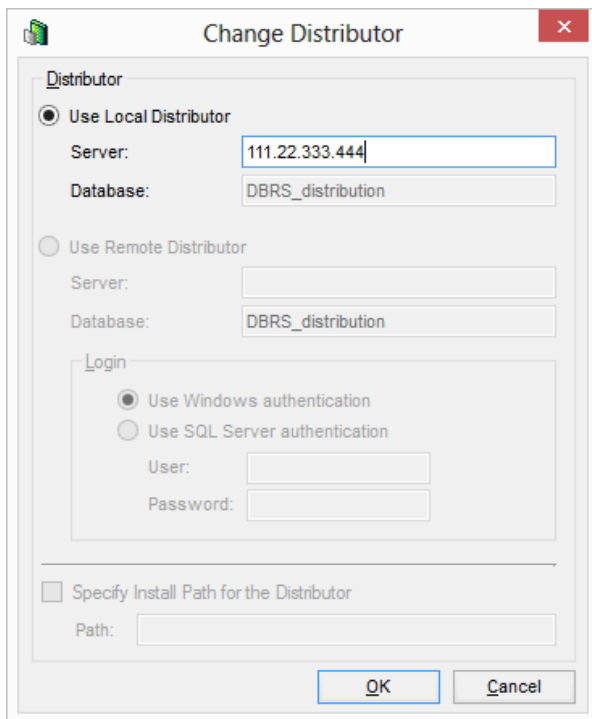 Change Distributor
Distributor
Use Local Distributor
Server: 111.22.333.444
Database: DBRS_distribution
Use Remote Distributor
Server:
Database: DBRS_distribution
Login
Use Windows authentication
Use SQL Server authentication
User:
Password:
Specify Install Path for the Distributor
Path:
OK Cancel